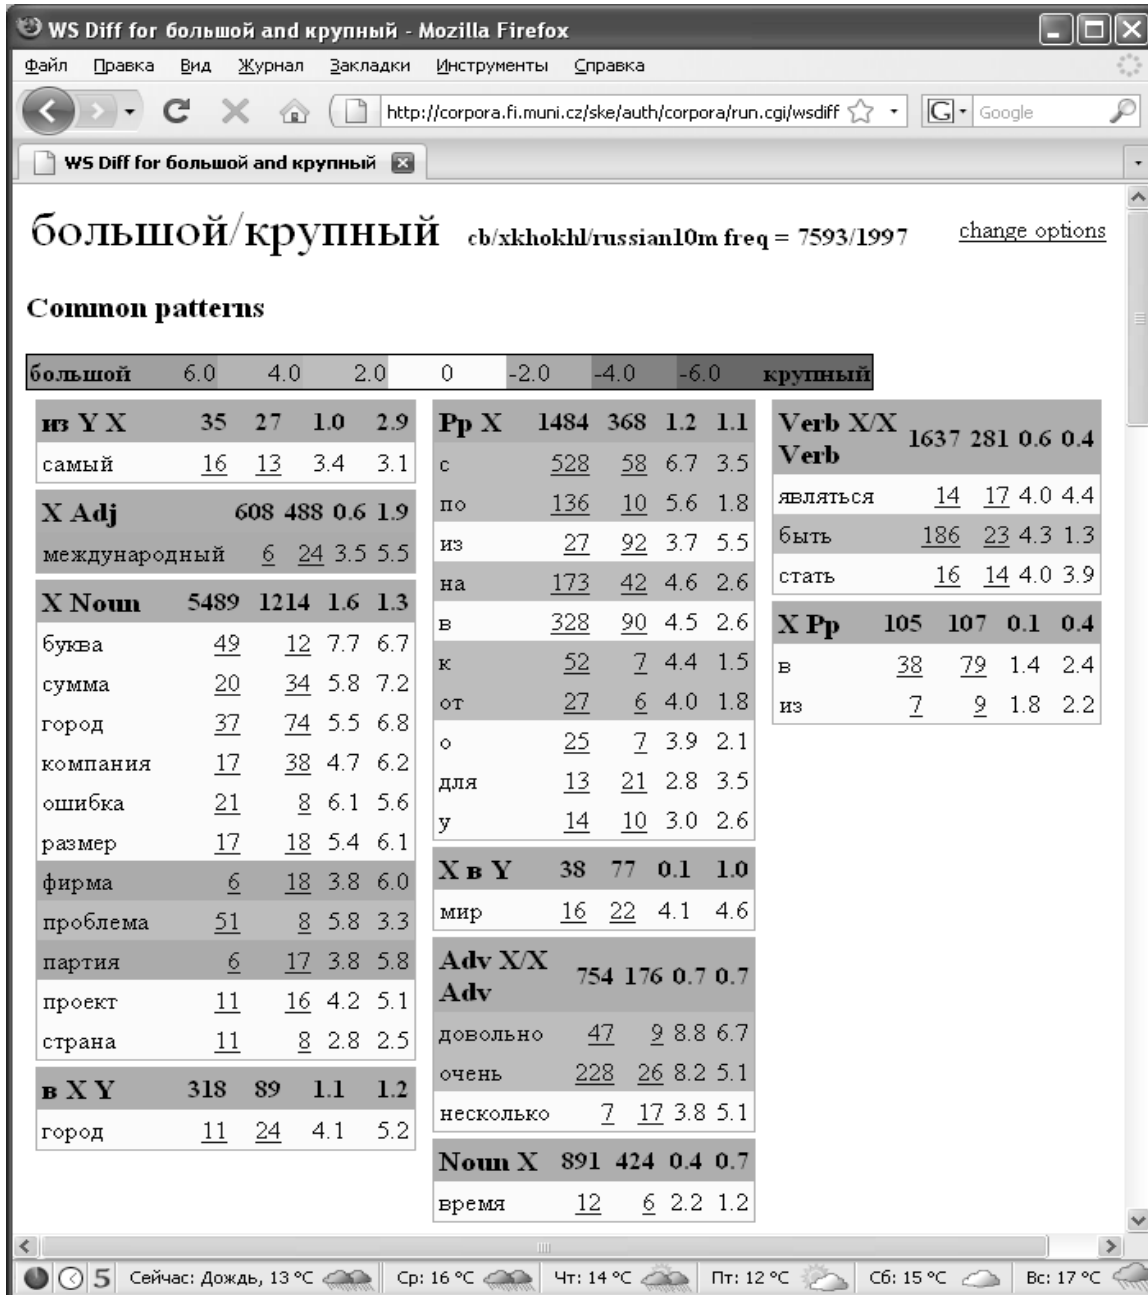 WS Diff for большой and крупный - Mozilla Firefox
Файл Правка Вид Журнал Закладки Инструменты Справка
http://corpora.fi.muni.cz/ske/auth/corpora/run.cgi/wsdiff G Google
WS Diff for большой and крупный
большой/крупный cb/xkhokhl/russian10m freq = 7593/1997 change options
Common patterns
большой 6.0 4.0 2.0 0 -2.0 -4.0 -6.0 крупный
из Y X 35 27 1.0 2.9
самый 16 13 3.4 3.1
X Adj 608 488 0.6 1.9
международный 6 24 3.5 5.5
X Noun 5489 1214 1.6 1.3
буква 49 12 7.7 6.7
сумма 20 34 5.8 7.2
город 37 74 5.5 6.8
компания 17 38 4.7 6.2
ошибка 21 8 6.1 5.6
размер 17 18 5.4 6.1
фирма 6 18 3.8 6.0
проблема 51 8 5.8 3.3
партия 6 17 3.8 5.8
проект 11 16 4.2 5.1
страна 11 8 2.8 2.5
в X Y 318 89 1.1 1.2
город 11 24 4.1 5.2
Pp X 1484 368 1.2 1.1
с 528 58 6.7 3.5
по 136 10 5.6 1.8
из 27 92 3.7 5.5
на 173 42 4.6 2.6
в 328 90 4.5 2.6
к 52 7 4.4 1.5
от 27 6 4.0 1.8
о 25 7 3.9 2.1
для 13 21 2.8 3.5
у 14 10 3.0 2.6
X в Y 38 77 0.1 1.0
мир 16 22 4.1 4.6
Adv X/X
Adv 754 176 0.7 0.7
довольно 47 9 8.8 6.7
очень 228 26 8.2 5.1
несколько 7 17 3.8 5.1
Noun X 891 424 0.4 0.7
время 12 6 2.2 1.2
Verb X/X
Verb 1637 281 0.6 0.4
являться 14 17 4.0 4.4
быть 186 23 4.3 1.3
стать 16 14 4.0 3.9
X Pp 105 107 0.1 0.4
в 38 79 1.4 2.4
из 7 9 1.8 2.2
5 Сейчас: Дождь, 13 °C Ср: 16 °C Чт: 14 °C Пт: 12 °C Сб: 15 °C Вс: 17 °C